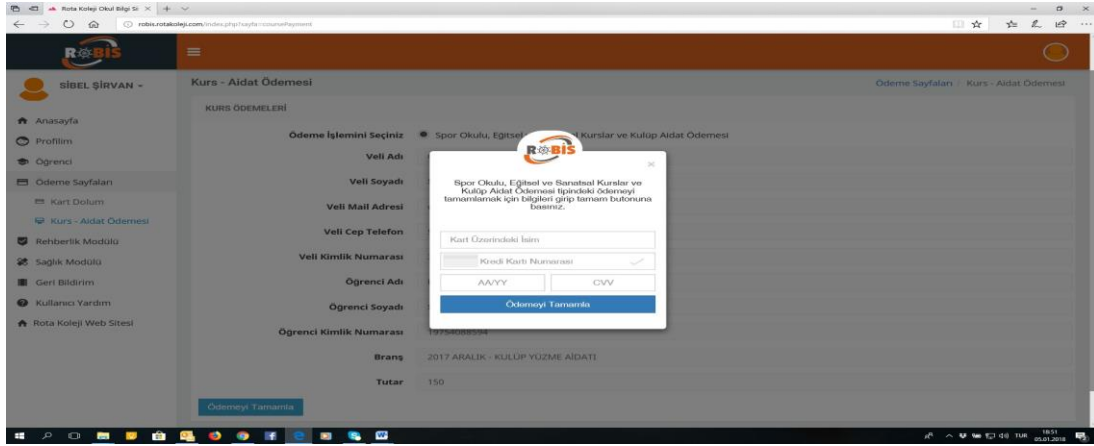 Rota Koleji Okul Bilgi Si
robis.rotakoleji.com/index.php?sayfa=coursePayment
ROBİS
SİBEL ŞİRVAN
Anasayfa
Profilim
Öğrenci
Ödeme Sayfaları
Kart Dolum
Kurs - Aidat Ödemesi
Rehberlik Modülü
Sağlık Modülü
Geri Bildirim
Kullanıcı Yardım
Rota Koleji Web Sitesi
Kurs - Aidat Ödemesi
Ödeme Sayfaları / Kurs - Aidat Ödemesi
KURS ÖDEMELERİ
Ödeme İşlemini Seçiniz
Spor Okulu, Eğitsel Kurslar ve Kulüp Aidat Ödemesi
Veli Adı
Veli Soyadı
Veli Mail Adresi
Veli Cep Telefon
Veli Kimlik Numarası
Öğrenci Adı
Öğrenci Soyadı
Öğrenci Kimlik Numarası
Branş
2017 ARALIK - KULÜP YÜZME AİDATI
Tutar
150
Ödemeyi Tamamla
ROBİS
Spor Okulu, Eğitsel ve Sanatsal Kurslar ve
Kulüp Aidat Ödemesi tipindeki ödemeyi
tamamlamak için bilgileri girip tamam butonuna
basınız.
Kart Üzerindeki İsim
Kredi Kartı Numarası
AA/YY
CVV
Ödemeyi Tamamla
TUR
18:51
05.01.2018